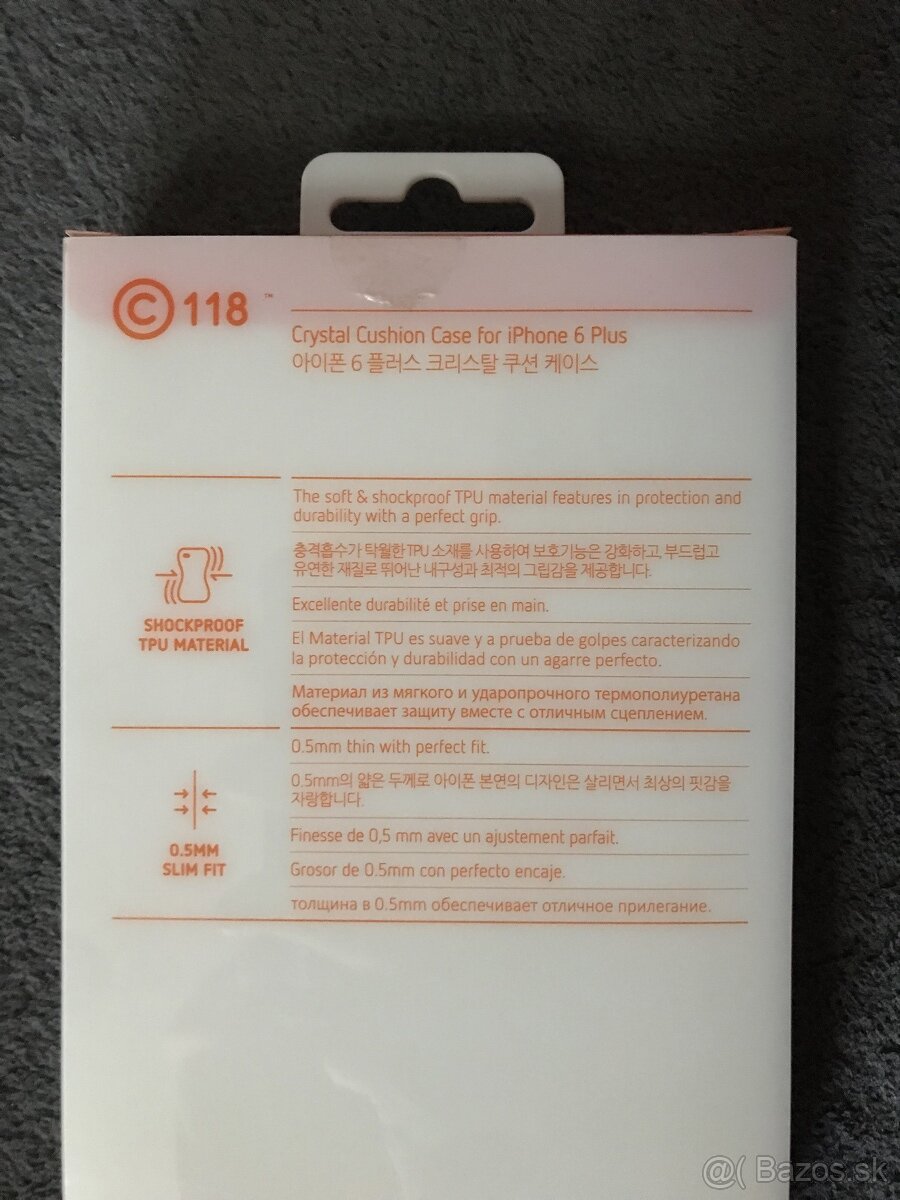 © 118 ™
Crystal Cushion Case for iPhone 6 Plus
아이폰 6 플러스 크리스탈 쿠션 케이스
SHOCKPROOF
TPU MATERIAL
The soft & shockproof TPU material features in protection and
durability with a perfect grip.
충격흡수가 탁월한 TPU 소재를 사용하여 보호기능은 강화하고, 부드럽고
유연한 재질로 뛰어난 내구성과 최적의 그립감을 제공합니다.
Excellente durabilité et prise en main.
El Material TPU es suave y a prueba de golpes caracterizando
la protección y durabilidad con un agarre perfecto.
Материал из мягкого и ударопрочного термополиуретана
обеспечивает защиту вместе с отличным сцеплением.
0.5MM
SLIM FIT
0.5mm thin with perfect fit.
0.5mm의 얇은 두께로 아이폰 본연의 디자인은 살리면서 최상의 핏감을
자랑합니다.
Finesse de 0,5 mm avec un ajustement parfait.
Grosor de 0.5mm con perfecto encaje.
толщина в 0.5mm обеспечивает отличное прилегание.
@( Bazos.sk